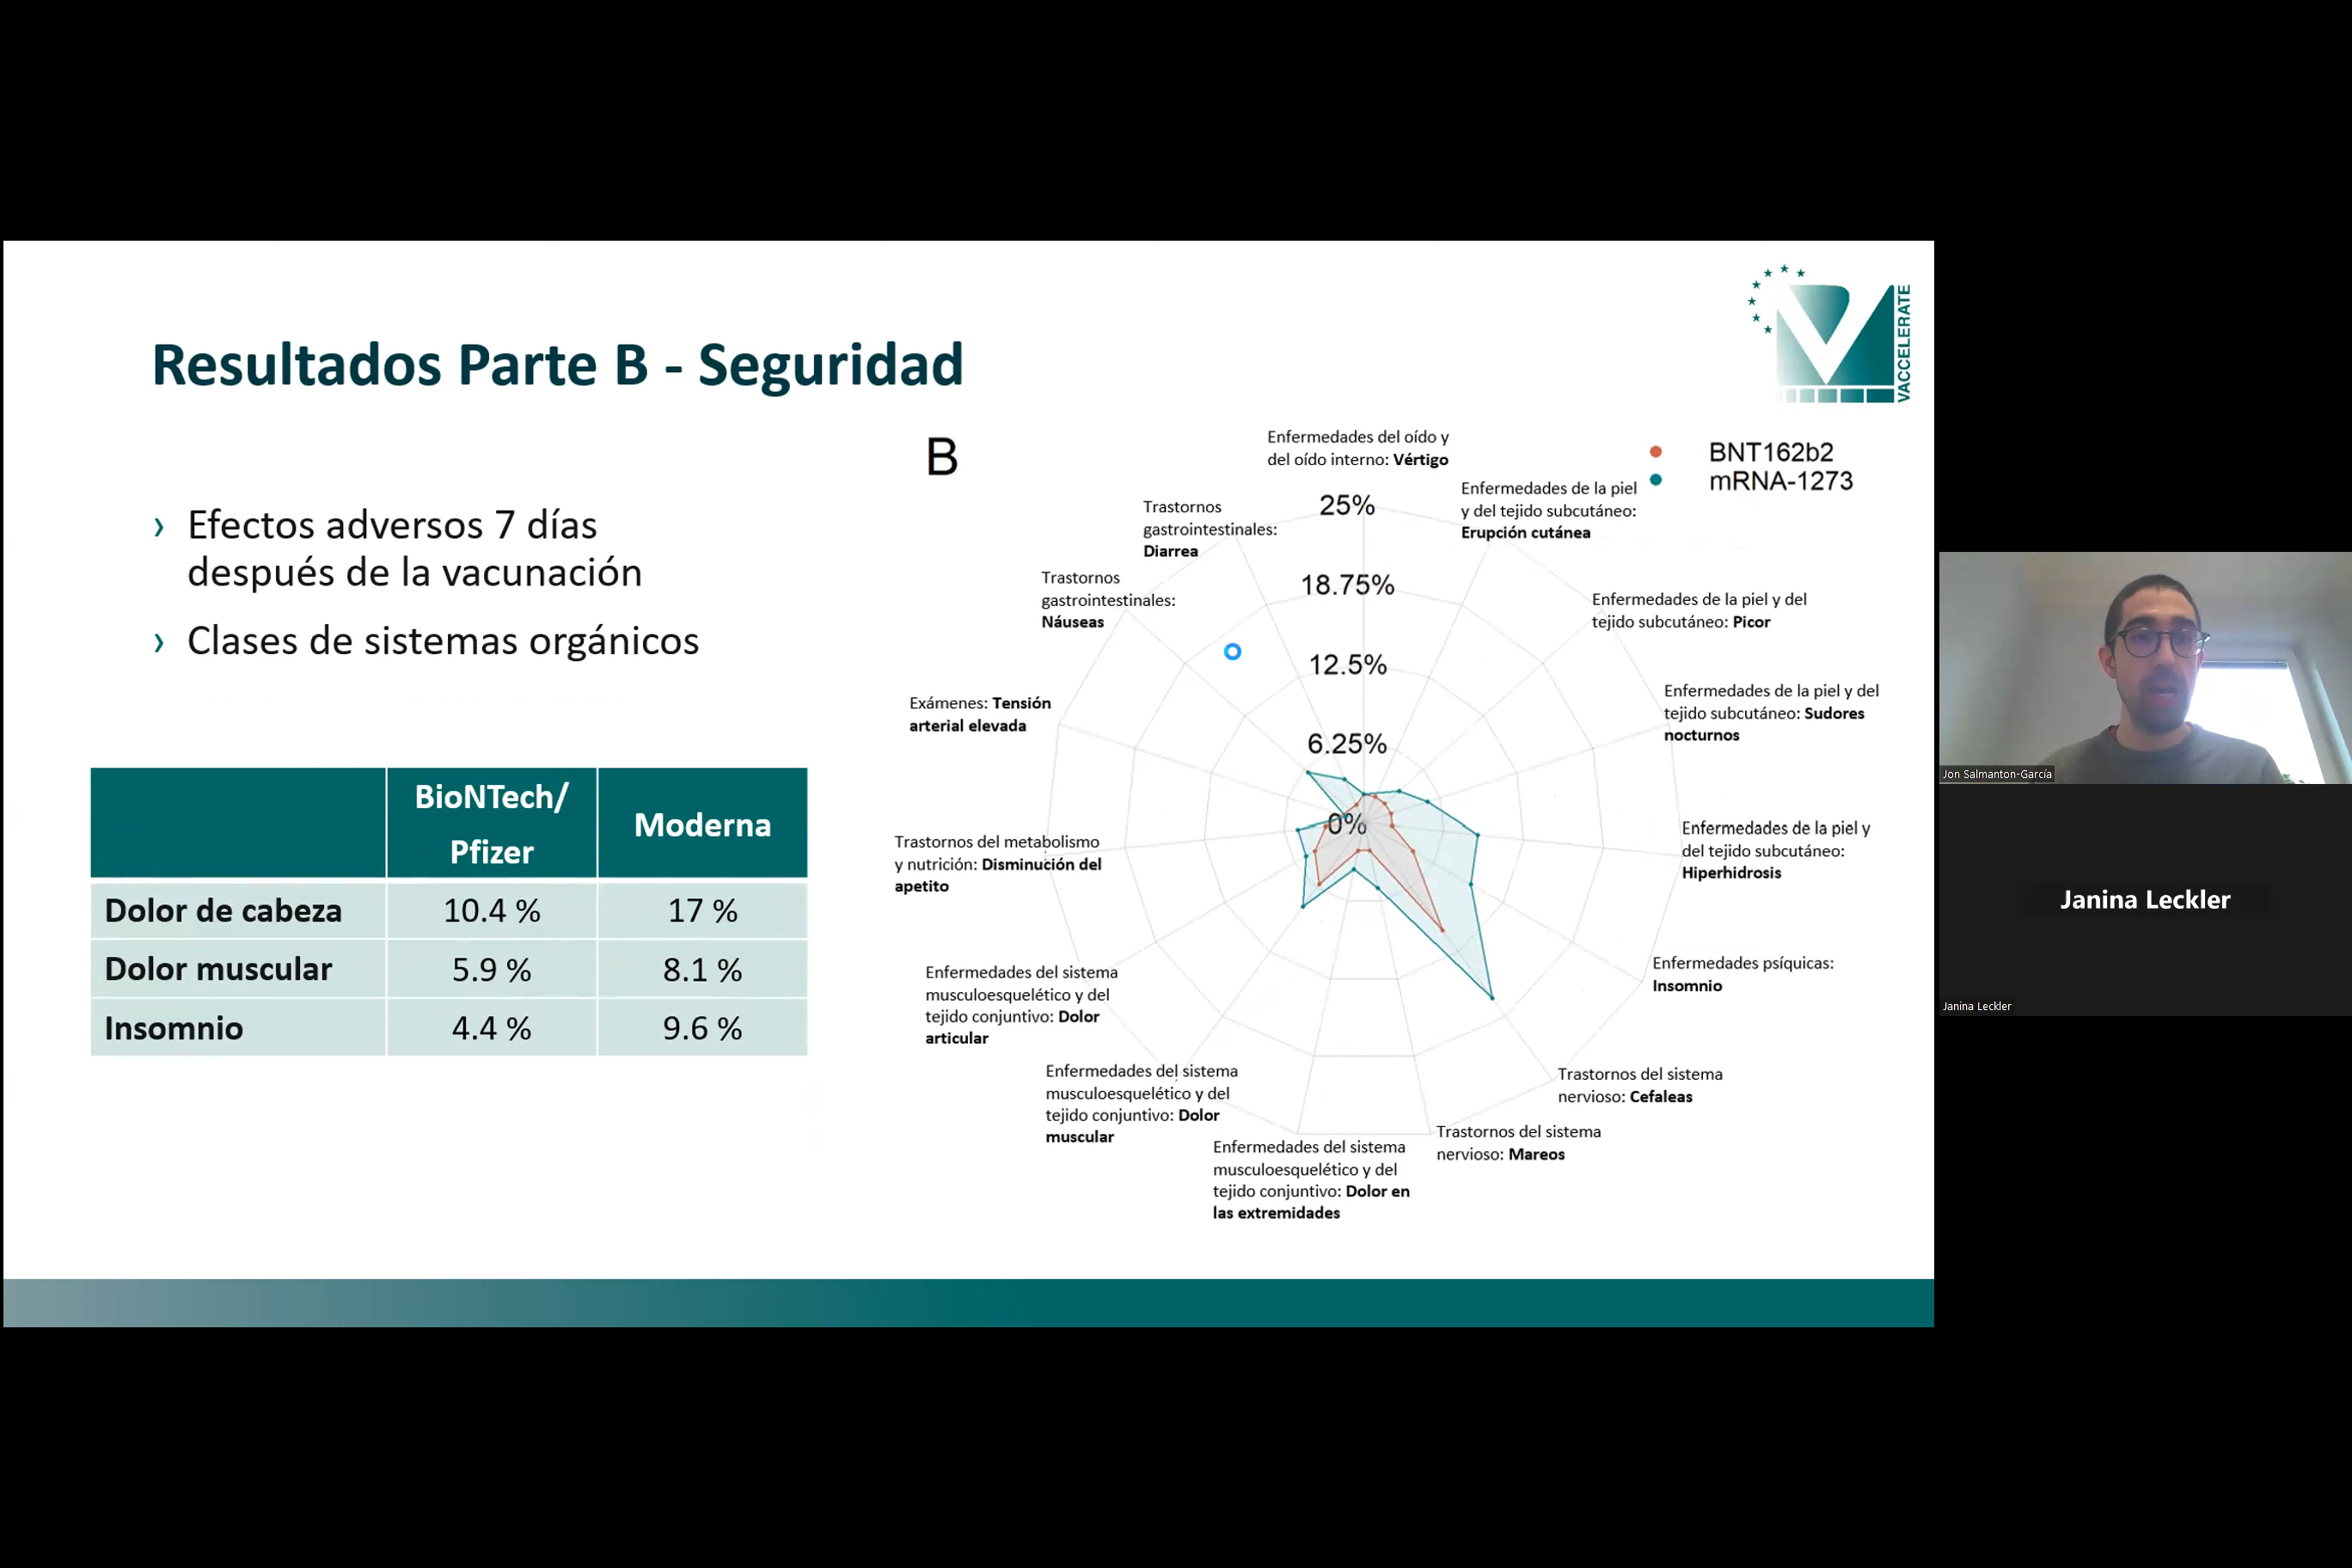 Resultados Parte B - Seguridad
VACCELERATE
› Efectos adversos 7 días
después de la vacunación
› Clases de sistemas orgánicos
BioNTech/
Pfizer
Moderna
Dolor de cabeza 10.4 % 17 %
Dolor muscular 5.9 % 8.1 %
Insomnio 4.4 % 9.6 %
B
BNT162b2
mRNA-1273
25%
18.75%
12.5%
6.25%
0%
Enfermedades del oído y
del oído interno: Vértigo
Enfermedades de la piel
y del tejido subcutáneo:
Erupción cutánea
Enfermedades de la piel y del
tejido subcutáneo: Picor
Enfermedades de la piel y del
tejido subcutáneo: Sudores
nocturnos
Enfermedades de la piel y
del tejido subcutáneo:
Hiperhidrosis
Enfermedades psíquicas:
Insomnio
Trastornos del sistema
nervioso: Cefaleas
Trastornos del sistema
nervioso: Mareos
Enfermedades del sistema
musculoesquelético y del
tejido conjuntivo: Dolor en
las extremidades
Enfermedades del sistema
musculoesquelético y del
tejido conjuntivo: Dolor
muscular
Enfermedades del sistema
musculoesquelético y del
tejido conjuntivo: Dolor
articular
Trastornos del metabolismo
y nutrición: Disminución del
apetito
Exámenes: Tensión
arterial elevada
Trastornos
gastrointestinales:
Náuseas
Trastornos
gastrointestinales:
Diarrea
Jon Salmanton-García
Janina Leckler
Janina Leckler